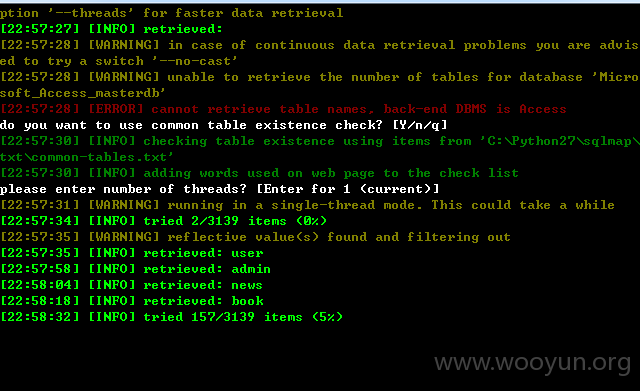 ption '--threads' for faster data retrieval
[22:57:27] [INFO] retrieved:
[22:57:28] [WARNING] in case of continuous data retrieval problems you are advis
ed to try a switch '--no-cast'
[22:57:28] [WARNING] unable to retrieve the number of tables for database 'Micro
soft_Access_masterdb'
[22:57:28] [ERROR] cannot retrieve table names, back-end DBMS is Access
do you want to use common table existence check? [Y/n/q]
[22:57:30] [INFO] checking table existence using items from 'C:\Python27\sqlmap\
txt\common-tables.txt'
[22:57:30] [INFO] adding words used on web page to the check list
please enter number of threads? [Enter for 1 (current)]
[22:57:31] [WARNING] running in a single-thread mode. This could take a while
[22:57:34] [INFO] tried 2/3139 items (0%)
[22:57:35] [WARNING] reflective value(s) found and filtering out
[22:57:35] [INFO] retrieved: user
[22:57:58] [INFO] retrieved: admin
[22:58:04] [INFO] retrieved: news
[22:58:18] [INFO] retrieved: book
[22:58:32] [INFO] tried 157/3139 items (5%)
www.wooyun.org